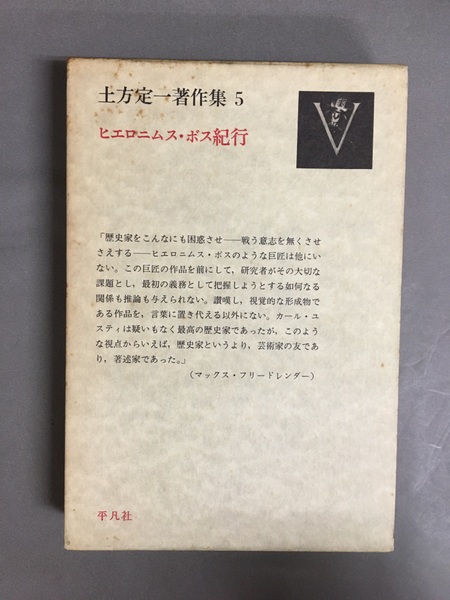 土方定一著作集 5
ヒエロニムス・ボス紀行
「歴史家をこんなにも困惑させ――戦う意志を無くさせ
さえする――ヒエロニムス・ボスのような巨匠は他にい
ない。この巨匠の作品を前にして，研究者がその大切な
課題とし，最初の義務として把握しようとする如何なる
関係も推論も与えられない。讃嘆し，視覚的な形成物で
ある作品を，言葉に置き代える以外にない。カール・ユ
スティは疑いもなく最高の歴史家であったが，このよう
な視点からいえば，歴史家というより，芸術家の友であ
り，著述家であった。」
（マックス・フリードレンダー）
平凡社